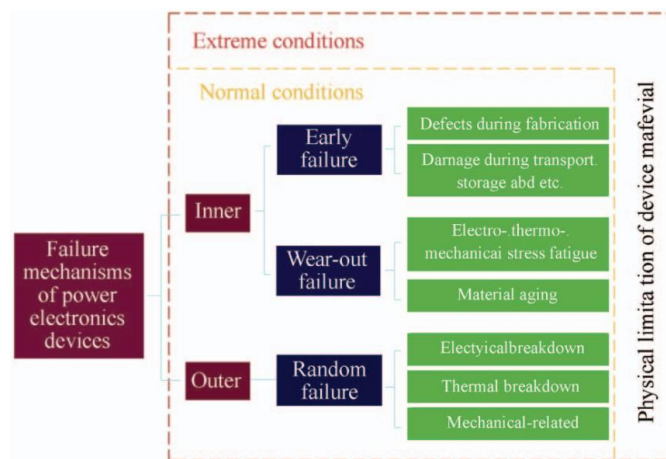 Extreme conditions
Normal conditions
Failure
mechanisms
of power
electronics
devices
Inner
Outer
Early
failure
Wear-out
failure
Random
failure
Defects during fabrication
Darnage during transport.
storage abd etc.
Electro-.thermo-.
mechanicai stress fatigue
Material aging
Electyicalbreakdown
Thermal breakdown
Mechanical-related
Physical limita tion of device mafevial